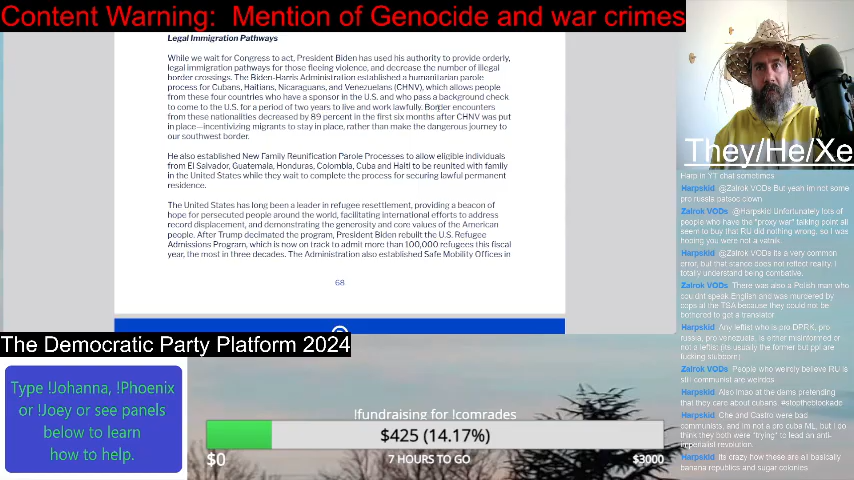 Content Warning: Mention of Genocide and war crimes
Legal Immigration Pathways
While we wait for Congress to act, President Biden has used his authority to provide orderly,
legal immigration pathways for those fleeing violence, and decrease the number of illegal
border crossings. The Biden-Harris Administration established a humanitarian parole
process for Cubans, Haitians, Nicaraguans, and Venezuelans (CHNV), which allows people
from these four countries who have a sponsor in the U.S. and who pass a background check
to come to the U.S. for a period of two years to live and work lawfully. Border encounters
from these nationalities decreased by 89 percent in the first six months after CHNV was put
in place—incentivizing migrants to stay in place, rather than make the dangerous journey to
our southwest border.
He also established New Family Reunification Parole Processes to allow eligible individuals
from El Salvador, Guatemala, Honduras, Colombia, Cuba and Haiti to be reunited with family
in the United States while they wait to complete the process for securing lawful permanent
residence.
The United States has long been a leader in refugee resettlement, providing a beacon of
hope for persecuted people around the world, facilitating international efforts to address
record displacement, and demonstrating the generosity and core values of the American
people. After Trump decimated the program, President Biden rebuilt the U.S. Refugee
Admissions Program, which is now on track to admit more than 100,000 refugees this fiscal
year, the most in three decades. The Administration also established Safe Mobility Offices in
68
The Democratic Party Platform 2024
Type !Johanna, !Phoenix
or !Joey or see panels
below to learn
how to help.
!fundraising for !comrades
$425 (14.17%)
$0
7 HOURS TO GO
$3000
They/He/Xe
Harp in YT chat sometimes
Harpskid @Zairok VODs But yeah im not some
pro russia patsoc clown
Zairok VODs @Harpskid Unfortunately lots of
people who have the "proxy war" talking point all
seem to buy that RU did nothing wrong, so I was
hoping you were not a vatnik.
Harpskid @Zairok VODs its a very common
error, but that stance does not reflect reality. I
totally understand being combative.
Zairok VODs There was also a Polish man who
couldnt speak English and was murdered by
cops at the TSA because they could not be
bothered to get a translator
Harpskid Any leftist who is pro DPRK, pro
russia, pro venezuela, is either misinformed or
not a leftist (its usually the former but ppl are
fucking stubborn)
Zairok VODs People who weirdly believe RU is
still communist are weirdos
Harpskid Also lmao at the dems pretending
that they care about cubans. #stoptheblockade
Harpskid Che and Castro were bad
communists, and im not a pro cuba ML, but I do
think they both were *trying* to lead an anti-
imperialist revolution.
Harpskid Its crazy how these are all basically
banana republics and sugar colonies